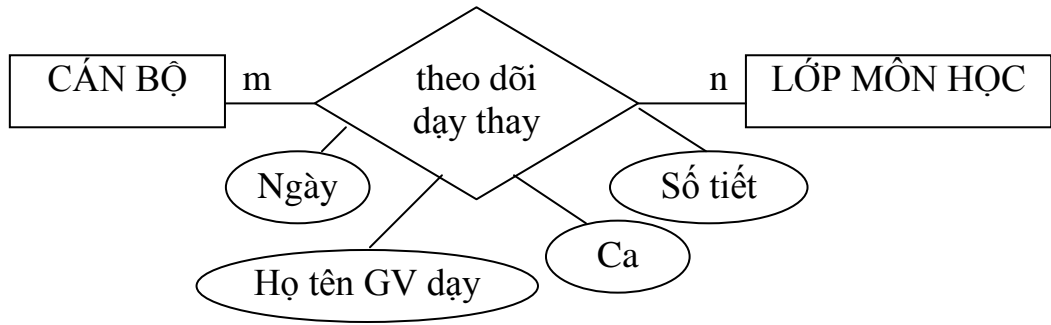 CÁN BỘ
m
theo dõi
dạy thay
n
LỚP MÔN HỌC
Ngày
Số tiết
Ca
Họ tên GV dạy